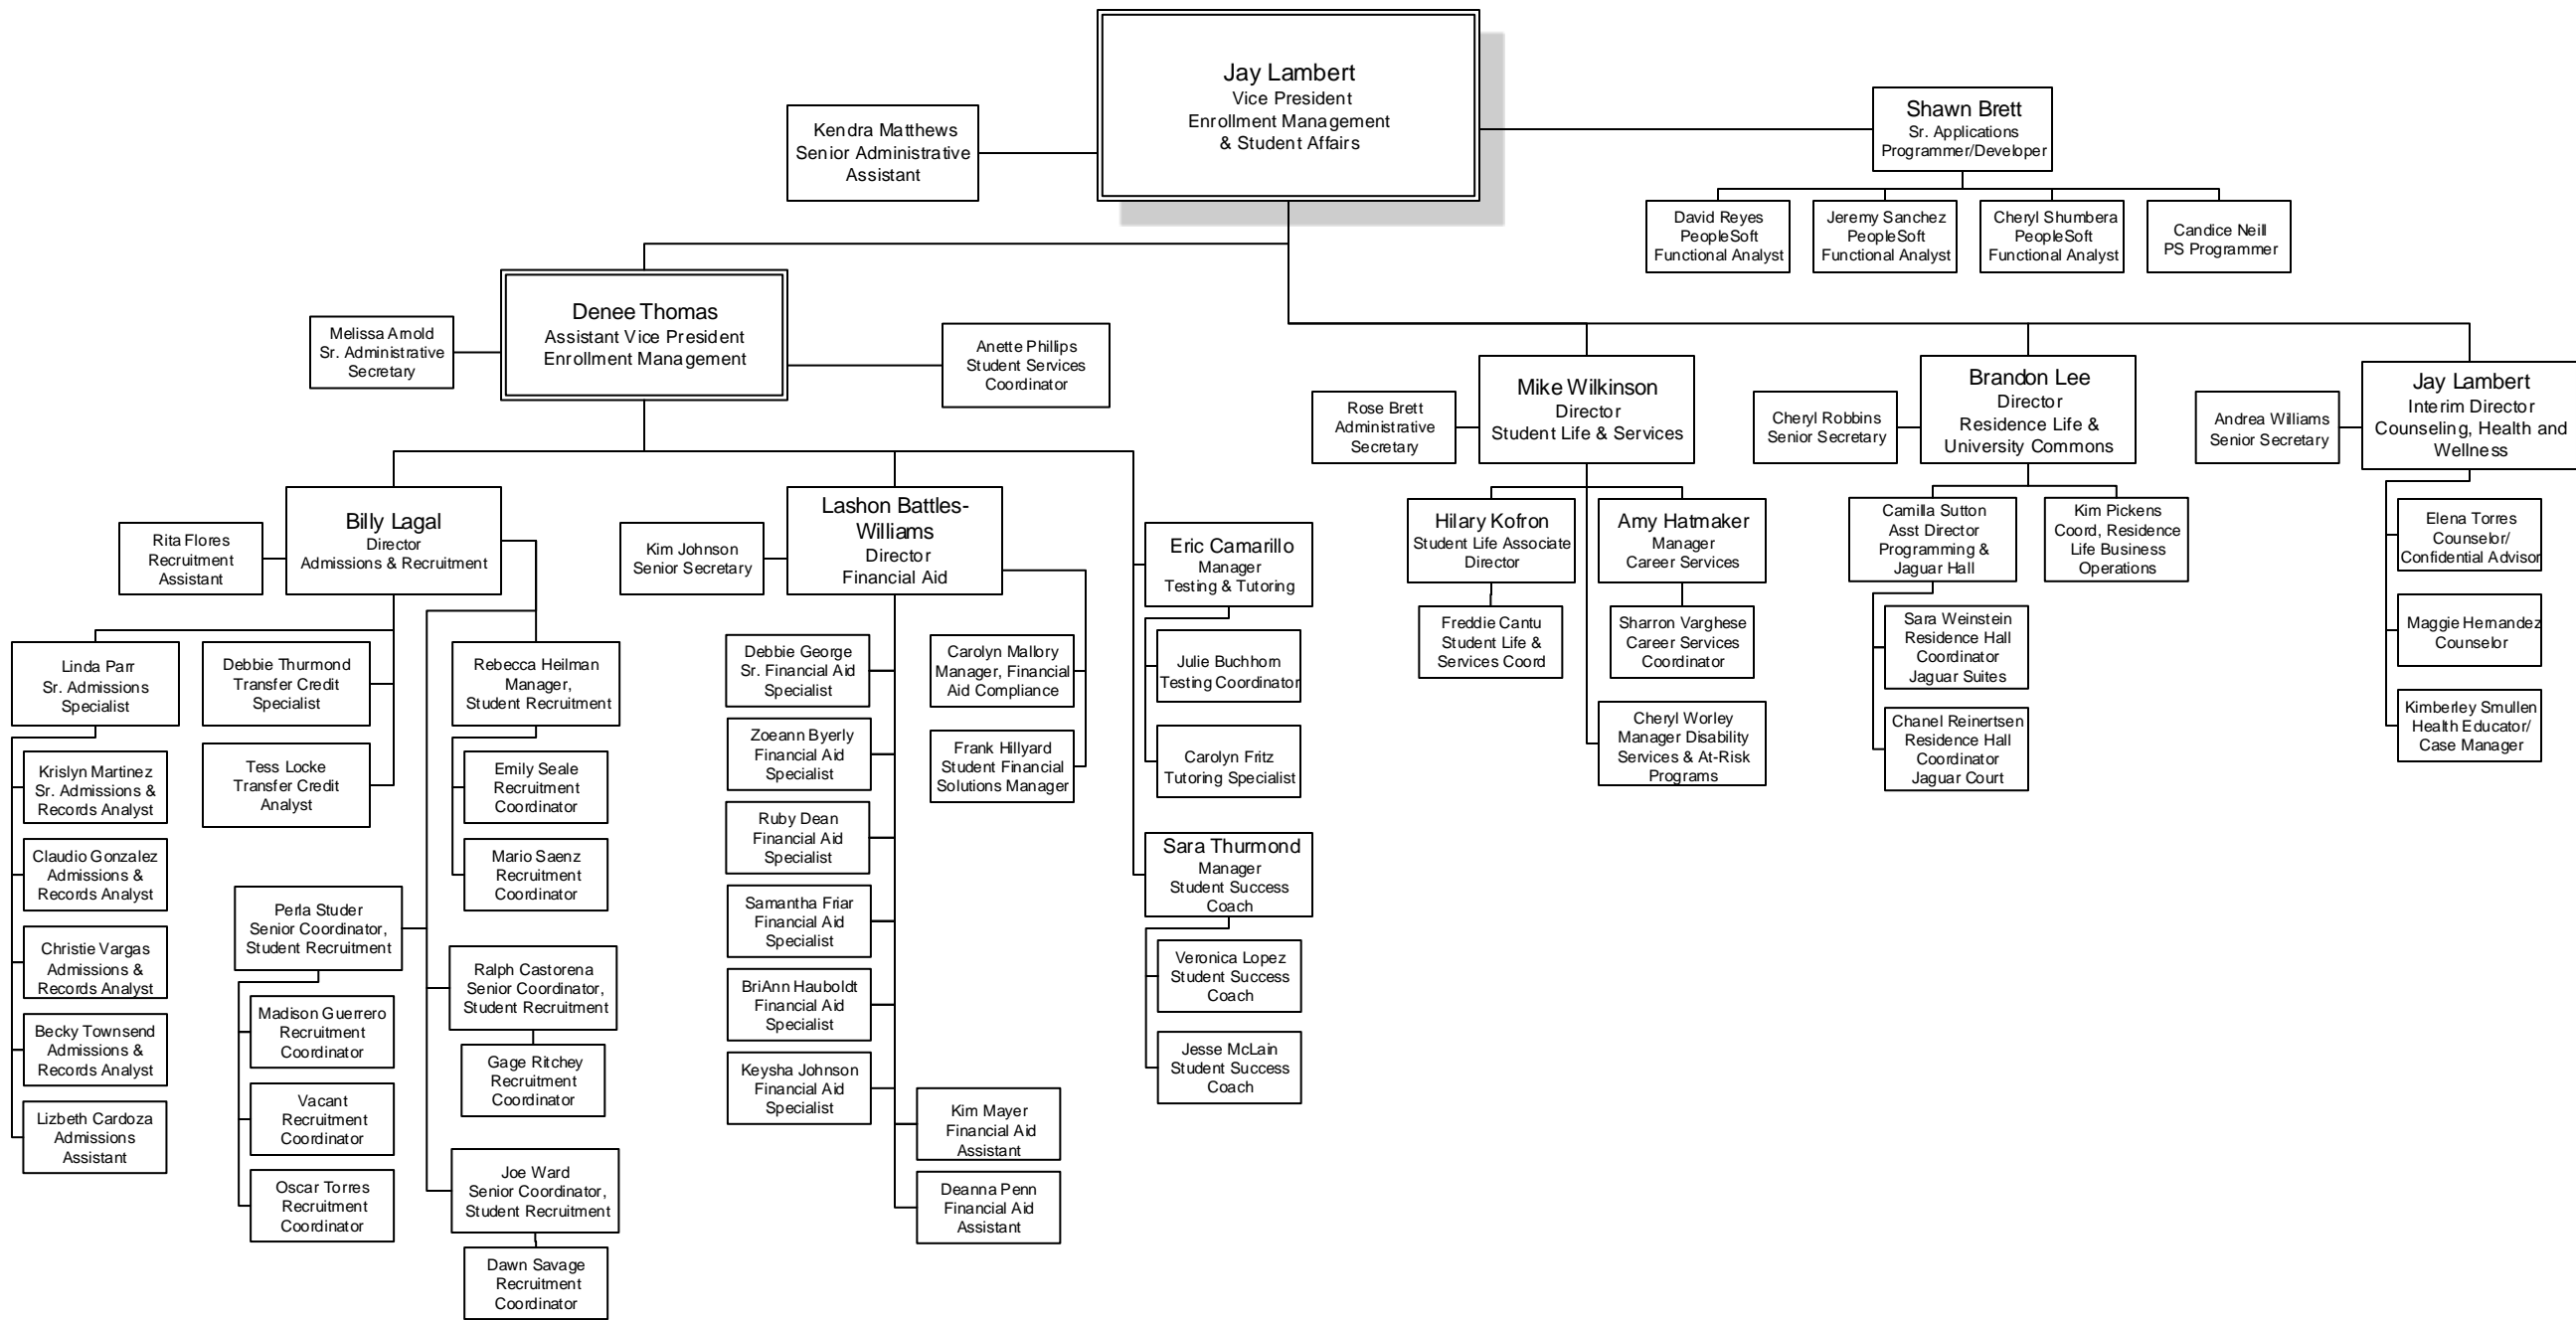 Jay Lambert
Vice President
Enrollment Management
& Student Affairs
Kendra Matthews
Senior Administrative
Assistant
Shawn Brett
Sr. Applications
Programmer/Developer
David Reyes
PeopleSoft
Functional Analyst
Jeremy Sanchez
PeopleSoft
Functional Analyst
Cheryl Shumbera
PeopleSoft
Functional Analyst
Candice Neill
PS Programmer
Denee Thomas
Assistant Vice President
Enrollment Management
Melissa Arnold
Sr. Administrative
Secretary
Anette Phillips
Student Services
Coordinator
Mike Wilkinson
Director
Student Life & Services
Rose Brett
Administrative
Secretary
Brandon Lee
Director
Residence Life &
University Commons
Cheryl Robbins
Senior Secretary
Jay Lambert
Interim Director
Counseling, Health and
Wellness
Andrea Williams
Senior Secretary
Billy Lagal
Director
Admissions & Recruitment
Rita Flores
Recruitment
Assistant
Lashon Battles-
Williams
Director
Financial Aid
Kim Johnson
Senior Secretary
Eric Camarillo
Manager
Testing & Tutoring
Hilary Kofron
Student Life Associate
Director
Amy Hatmaker
Manager
Career Services
Camilla Sutton
Asst Director
Programming &
Jaguar Hall
Kim Pickens
Coord, Residence
Life Business
Operations
Elena Torres
Counselor/
Confidential Advisor
Maggie Hernandez
Counselor
Kimberley Smullen
Health Educator/
Case Manager
Freddie Cantu
Student Life &
Services Coord
Sharron Varghese
Career Services
Coordinator
Cheryl Worley
Manager Disability
Services & At-Risk
Programs
Sara Weinstein
Residence Hall
Coordinator
Jaguar Suites
Chanel Reinertsen
Residence Hall
Coordinator
Jaguar Court
Linda Parr
Sr. Admissions
Specialist
Debbie Thurmond
Transfer Credit
Specialist
Tess Locke
Transfer Credit
Analyst
Rebecca Heilman
Manager,
Student Recruitment
Krislyn Martinez
Sr. Admissions &
Records Analyst
Claudio Gonzalez
Admissions &
Records Analyst
Christie Vargas
Admissions &
Records Analyst
Becky Townsend
Admissions &
Records Analyst
Lizbeth Cardoza
Admissions
Assistant
Emily Seale
Recruitment
Coordinator
Mario Saenz
Recruitment
Coordinator
Perla Studer
Senior Coordinator,
Student Recruitment
Madison Guerrero
Recruitment
Coordinator
Vacant
Recruitment
Coordinator
Oscar Torres
Recruitment
Coordinator
Ralph Castorena
Senior Coordinator,
Student Recruitment
Gage Ritchey
Recruitment
Coordinator
Joe Ward
Senior Coordinator,
Student Recruitment
Dawn Savage
Recruitment
Coordinator
Debbie George
Sr. Financial Aid
Specialist
Zoeann Byerly
Financial Aid
Specialist
Ruby Dean
Financial Aid
Specialist
Samantha Friar
Financial Aid
Specialist
BriAnn Hauboldt
Financial Aid
Specialist
Keysha Johnson
Financial Aid
Specialist
Carolyn Mallory
Manager, Financial
Aid Compliance
Frank Hillyard
Student Financial
Solutions Manager
Kim Mayer
Financial Aid
Assistant
Deanna Penn
Financial Aid
Assistant
Julie Buchhorn
Testing Coordinator
Carolyn Fritz
Tutoring Specialist
Sara Thurmond
Manager
Student Success
Coach
Veronica Lopez
Student Success
Coach
Jesse McLain
Student Success
Coach